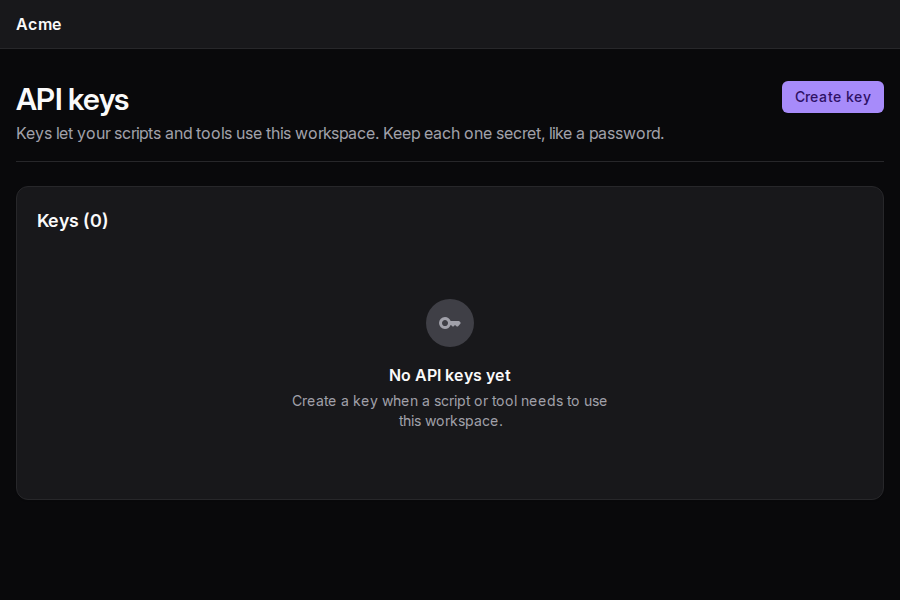 Acme
API keys
Create key
Keys let your scripts and tools use this workspace. Keep each one secret, like a password.
Keys (0)
No API keys yet
Create a key when a script or tool needs to use
this workspace.